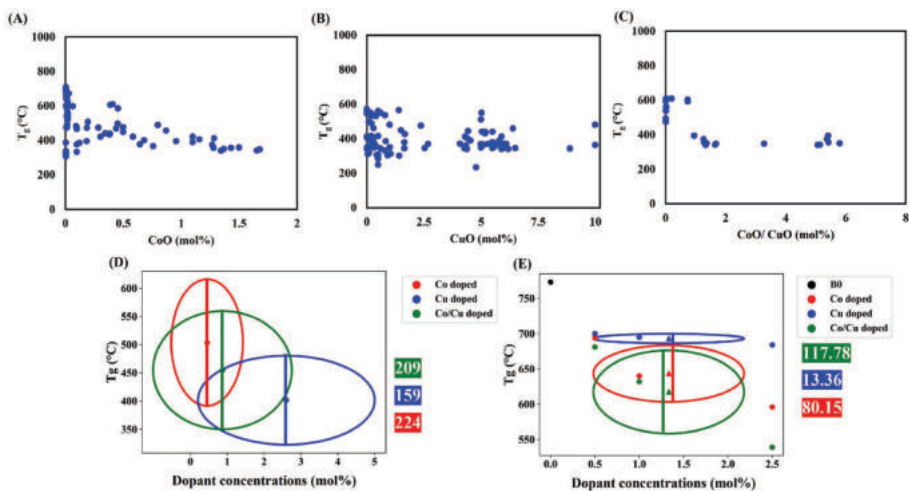 (A)
1000
800
600
400
200
0
Tg (°C)
0
0.5
1
1.5
2
CoO (mol%)
(B)
1000
800
600
400
200
0
Tg (°C)
0
2.5
5
7.5
10
CuO (mol%)
(C)
1000
800
600
400
200
0
Tg (°C)
0
2
4
6
8
CoO/ CuO (mol%)
(D)
600
550
500
450
400
350
Tg (°C)
0
1
2
3
4
5
Dopant concentrations (mol%)
Co doped
Cu doped
Co/Cu doped
209
159
224
(E)
750
700
650
600
550
Tg (°C)
0.0
0.5
1.0
1.5
2.0
2.5
Dopant concentrations (mol%)
B0
Co doped
Cu doped
Co/Cu doped
117.78
13.36
80.15